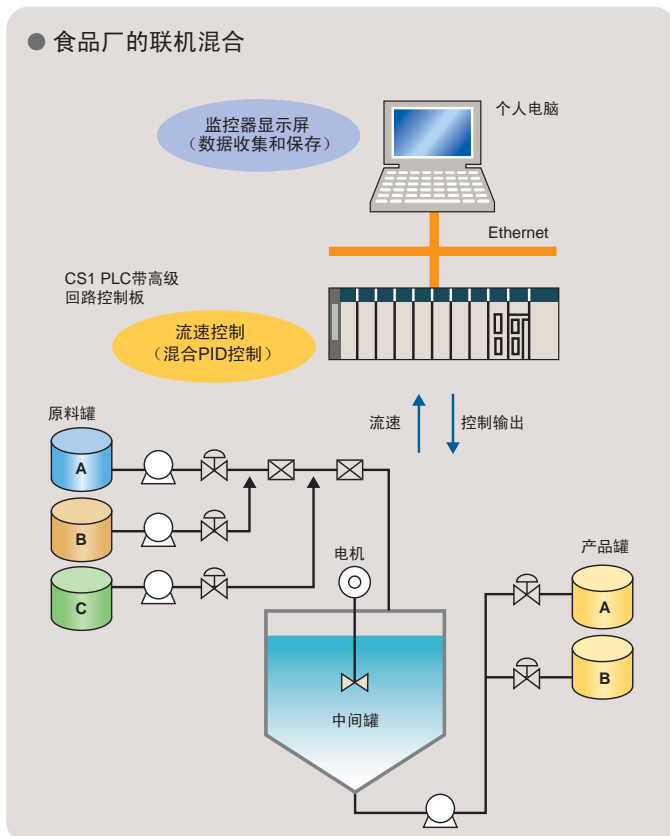 ● 食品厂的联机混合
监控器显示屏
（数据收集和保存）
个人电脑
Ethernet
CS1 PLC带高级
回路控制板
流速控制
（混合PID控制）
流速
控制输出
原料罐
A
B
C
电机
中间罐
产品罐
A
B